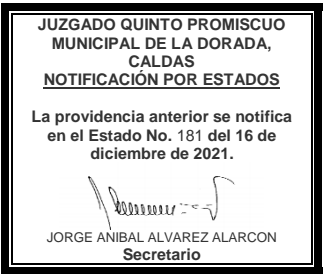 JUZGADO QUINTO PROMISCUO
MUNICIPAL DE LA DORADA,
CALDAS
NOTIFICACIÓN POR ESTADOS
La providencia anterior se notifica
en el Estado No. 181 del 16 de
diciembre de 2021.
JORGE ANIBAL ALVAREZ ALARCON
Secretario